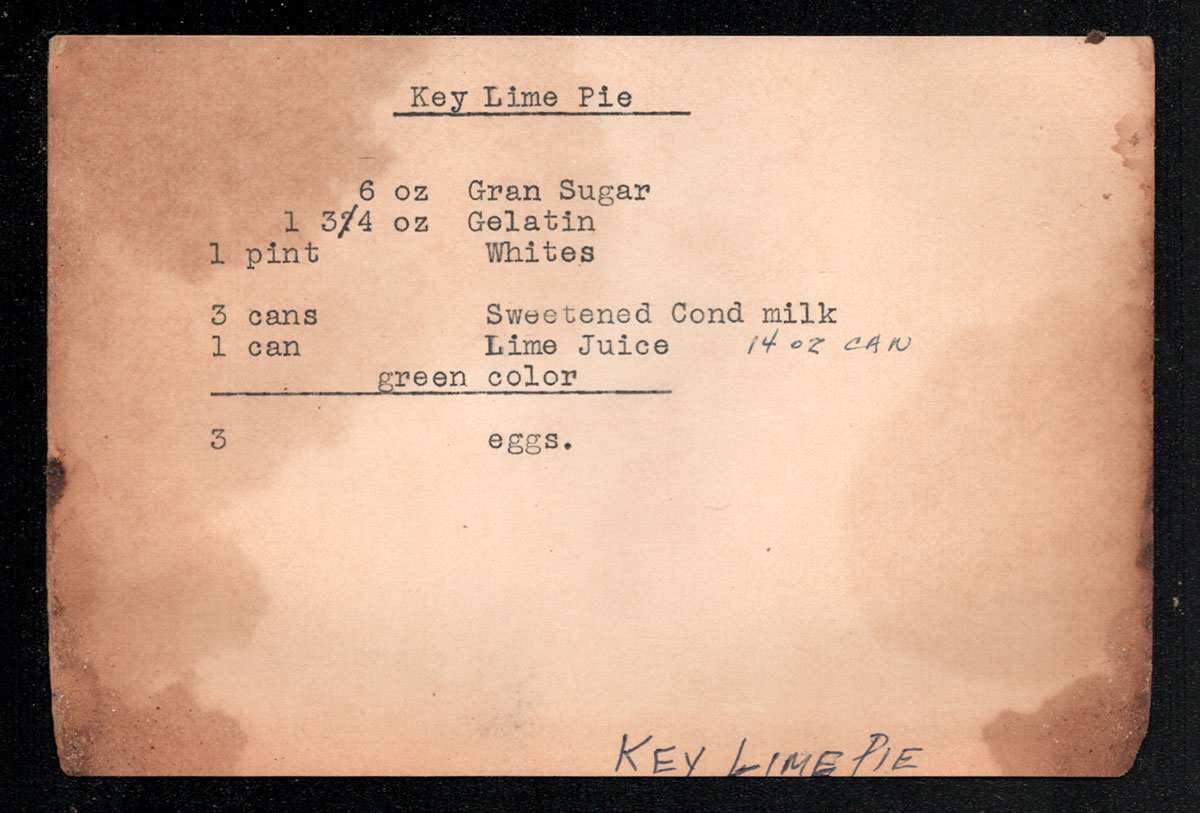 Key Lime Pie
6 oz Gran Sugar
1 3/4 oz Gelatin
1 pint Whites
3 cans Sweetened Cond milk
1 can Lime Juice 14 oz CAN
green color
3 eggs.
KEY LIME PIE